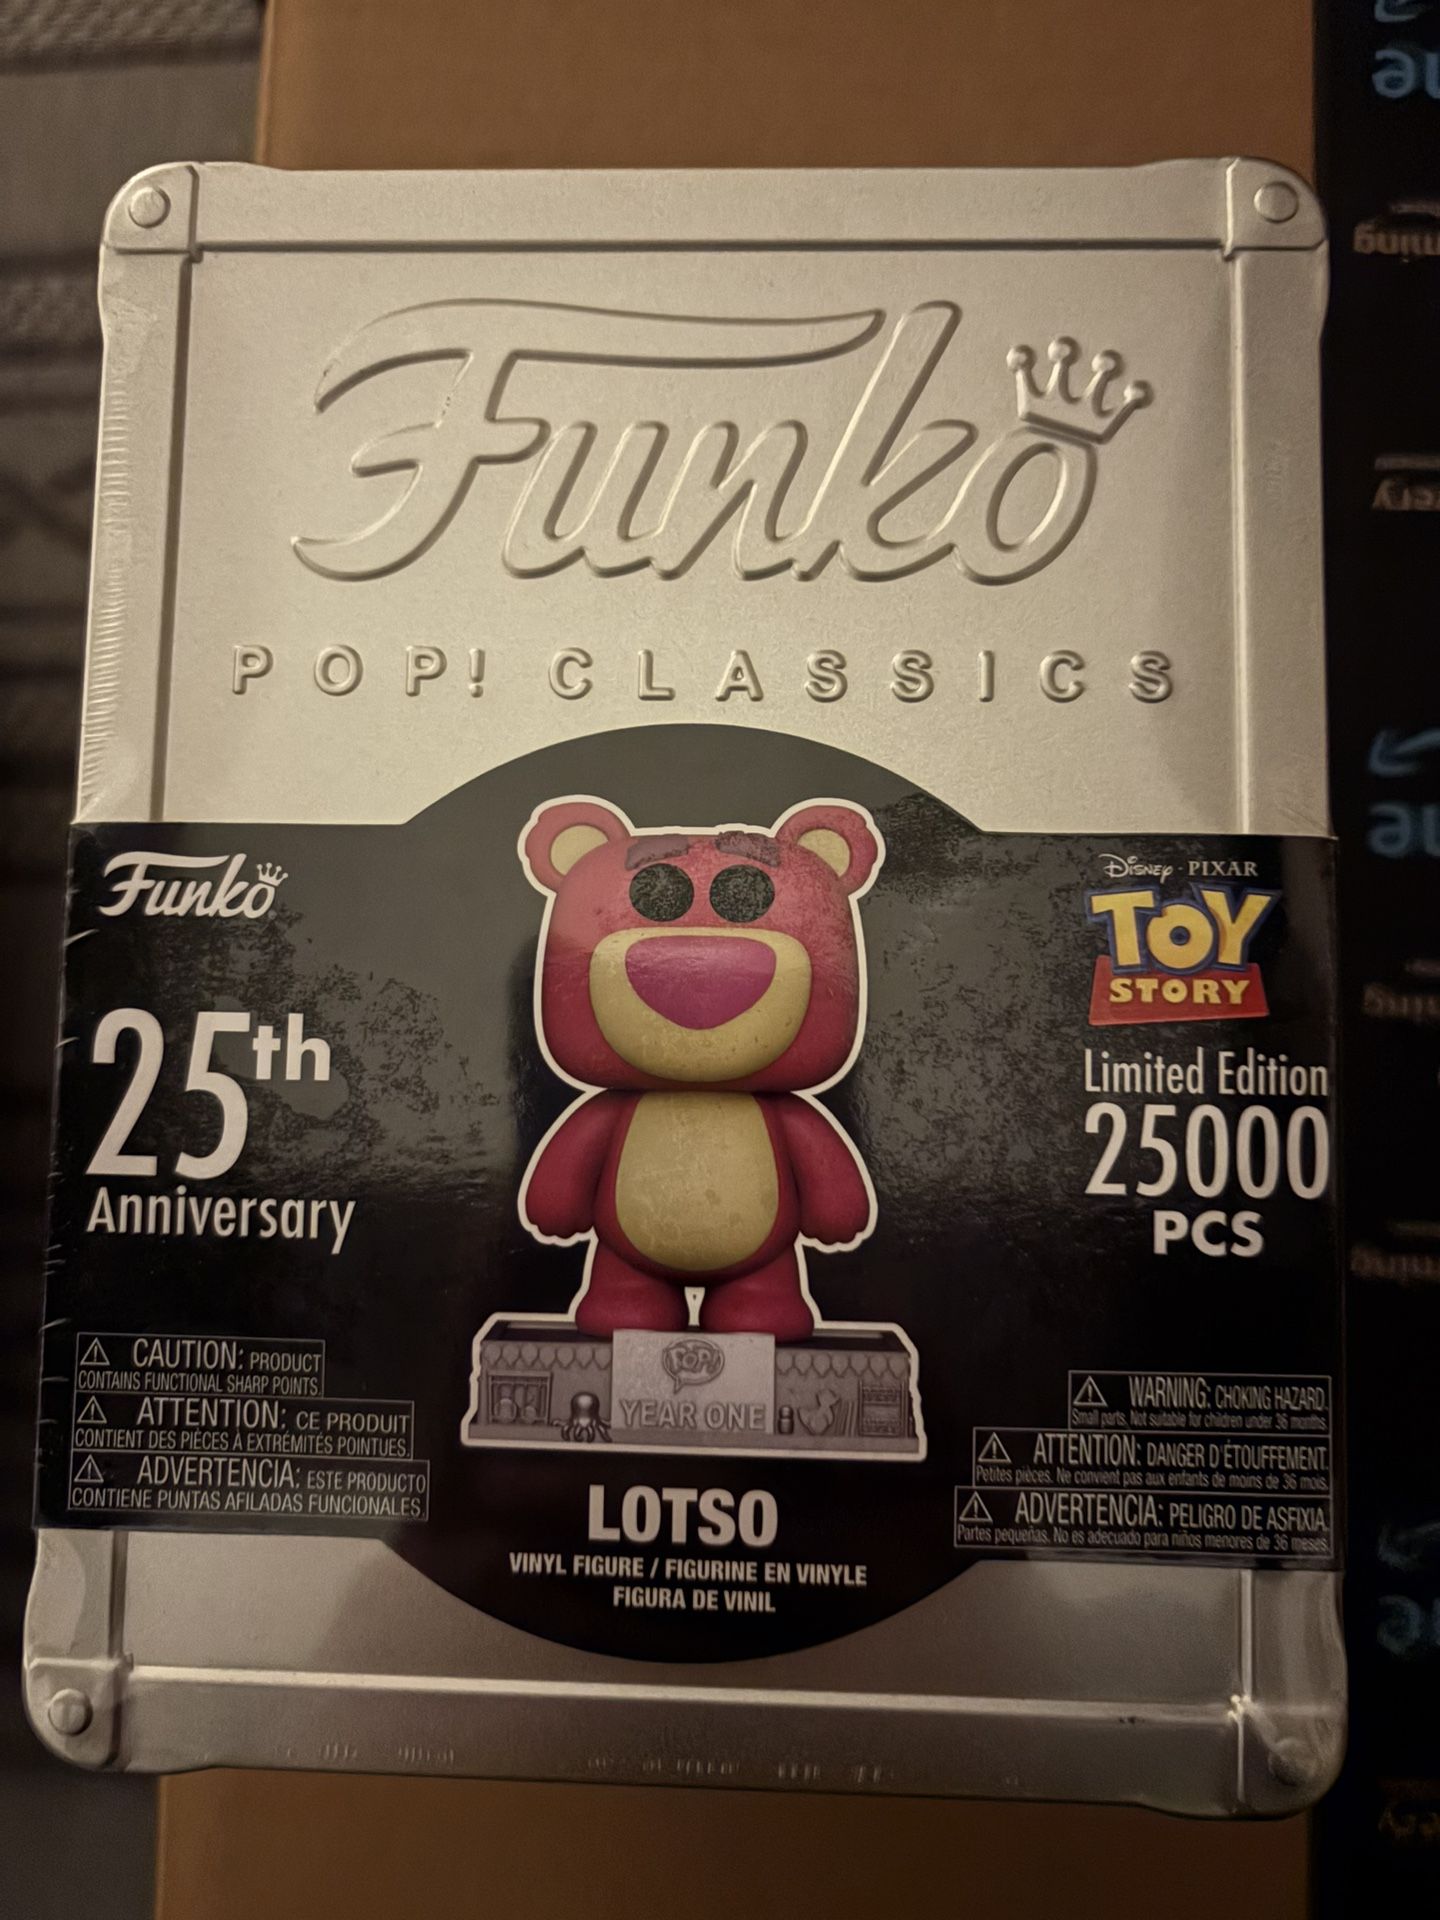 Funko
POP! CLASSICS
Funko
25th
Anniversary
DISNEY · PIXAR
TOY
STORY
Limited Edition
25000
PCS
⚠ CAUTION: PRODUCT
CONTAINS FUNCTIONAL SHARP POINTS.
⚠ ATTENTION: CE PRODUIT
CONTIENT DES PIÈCES À EXTRÉMITÉS POINTUES.
⚠ ADVERTENCIA: ESTE PRODUCTO
CONTIENE PUNTAS AFILADAS FUNCIONALES.
POP!
YEAR ONE
⚠ WARNING: CHOKING HAZARD.
Small parts. Not suitable for children under 36 months.
⚠ ATTENTION: DANGER D'ÉTOUFFEMENT.
Petites pièces. Ne convient pas aux enfants de moins de 36 mois.
⚠ ADVERTENCIA: PELIGRO DE ASFIXIA.
Partes pequeñas. No es adecuado para niños menores de 36 meses.
LOTSO
VINYL FIGURE / FIGURINE EN VINYLE
FIGURA DE VINIL